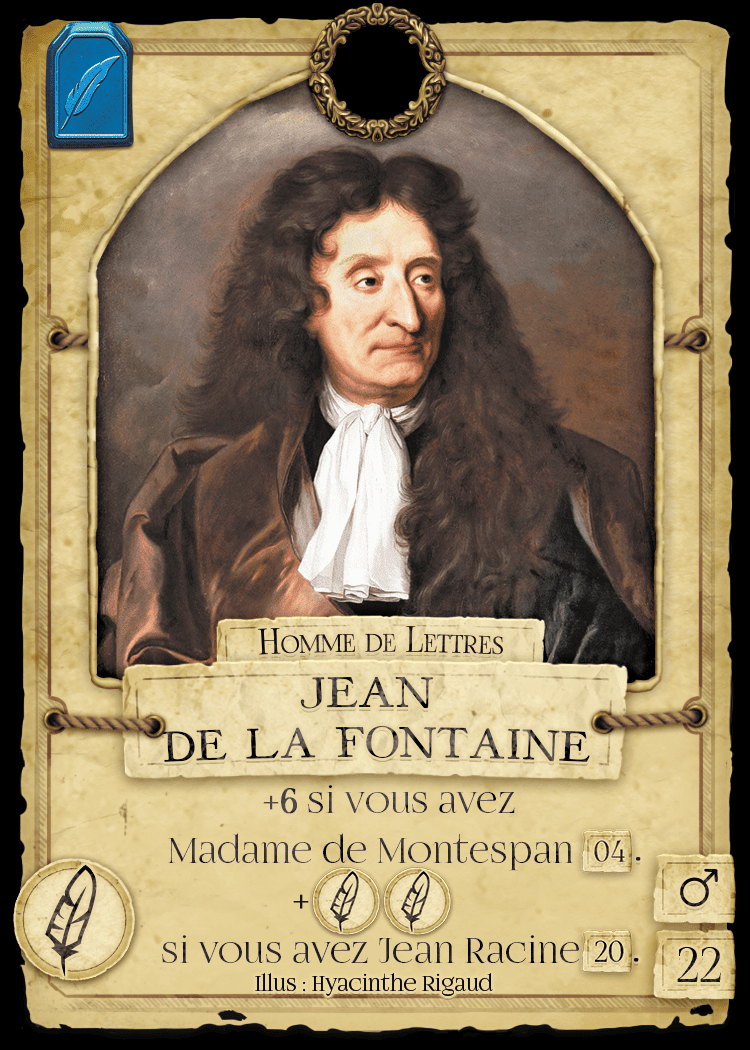 HOMME DE LETTRES
JEAN
DE LA FONTAINE
+6 si vous avez
Madame de Montespan 04.
+
si vous avez Jean Racine 20.
Illus : Hyacinthe Rigaud
♂
22